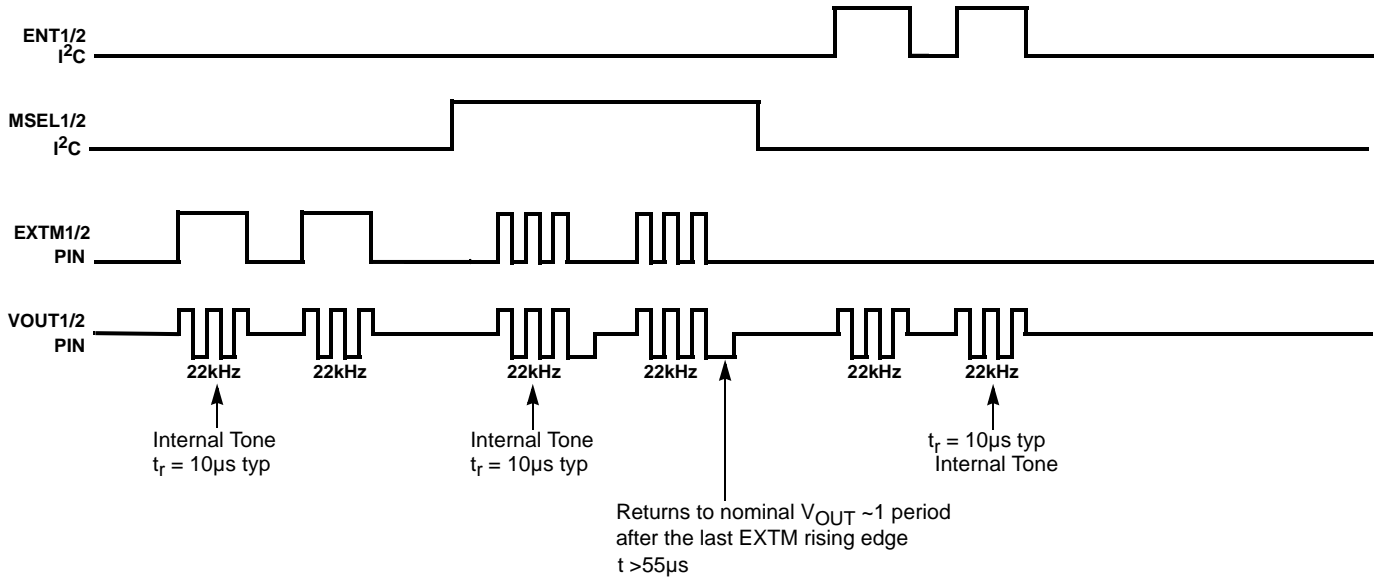 ENT1/2
I2C
MSEL1/2
I2C
EXTM1/2
PIN
VOUT1/2
PIN
22kHz 22kHz 22kHz 22kHz 22kHz 22kHz
Internal Tone
tr = 10µs typ
Internal Tone
tr = 10µs typ
tr = 10µs typ
Internal Tone
Returns to nominal VOUT ~1 period
after the last EXTM rising edge
t >55µs